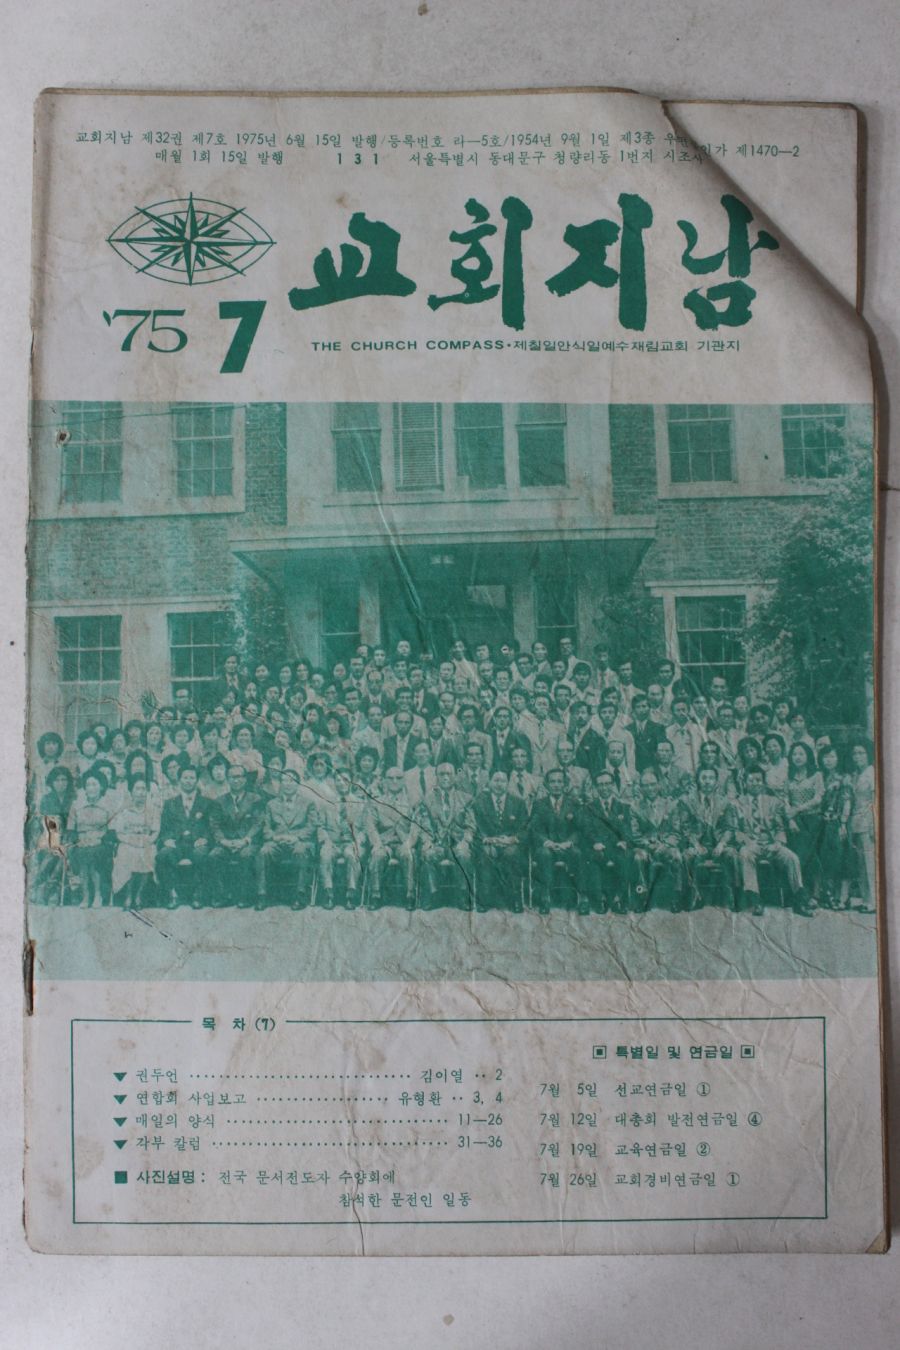 교회지남 제32권 제7호 1975년 6월 15일 발행/등록번호 라—5호/1954년 9월 1일 제3종 우편
매월 1회 15일 발행 131 서울특별시 동대문구 청량리동 1번지 시조사 인가 제1470—2
교회지남
'75 7
THE CHURCH COMPASS·제칠일안식일예수재림교회 기관지
목 차 (7)
▣ 특별일 및 연금일 ▣
▼ 권두언 ······························ 김이열 ·· 2
▼ 연합회 사업보고 ·················· 유형환 ·· 3, 4
▼ 매일의 양식 ······························ 11—26
▼ 각부 칼럼 ································ 31—36
■ 사진설명 : 전국 문서전도자 수양회에
참석한 문전인 일동
7월 5일 선교연금일 ①
7월 12일 대총회 발전연금일 ④
7월 19일 교육연금일 ②
7월 26일 교회경비연금일 ①